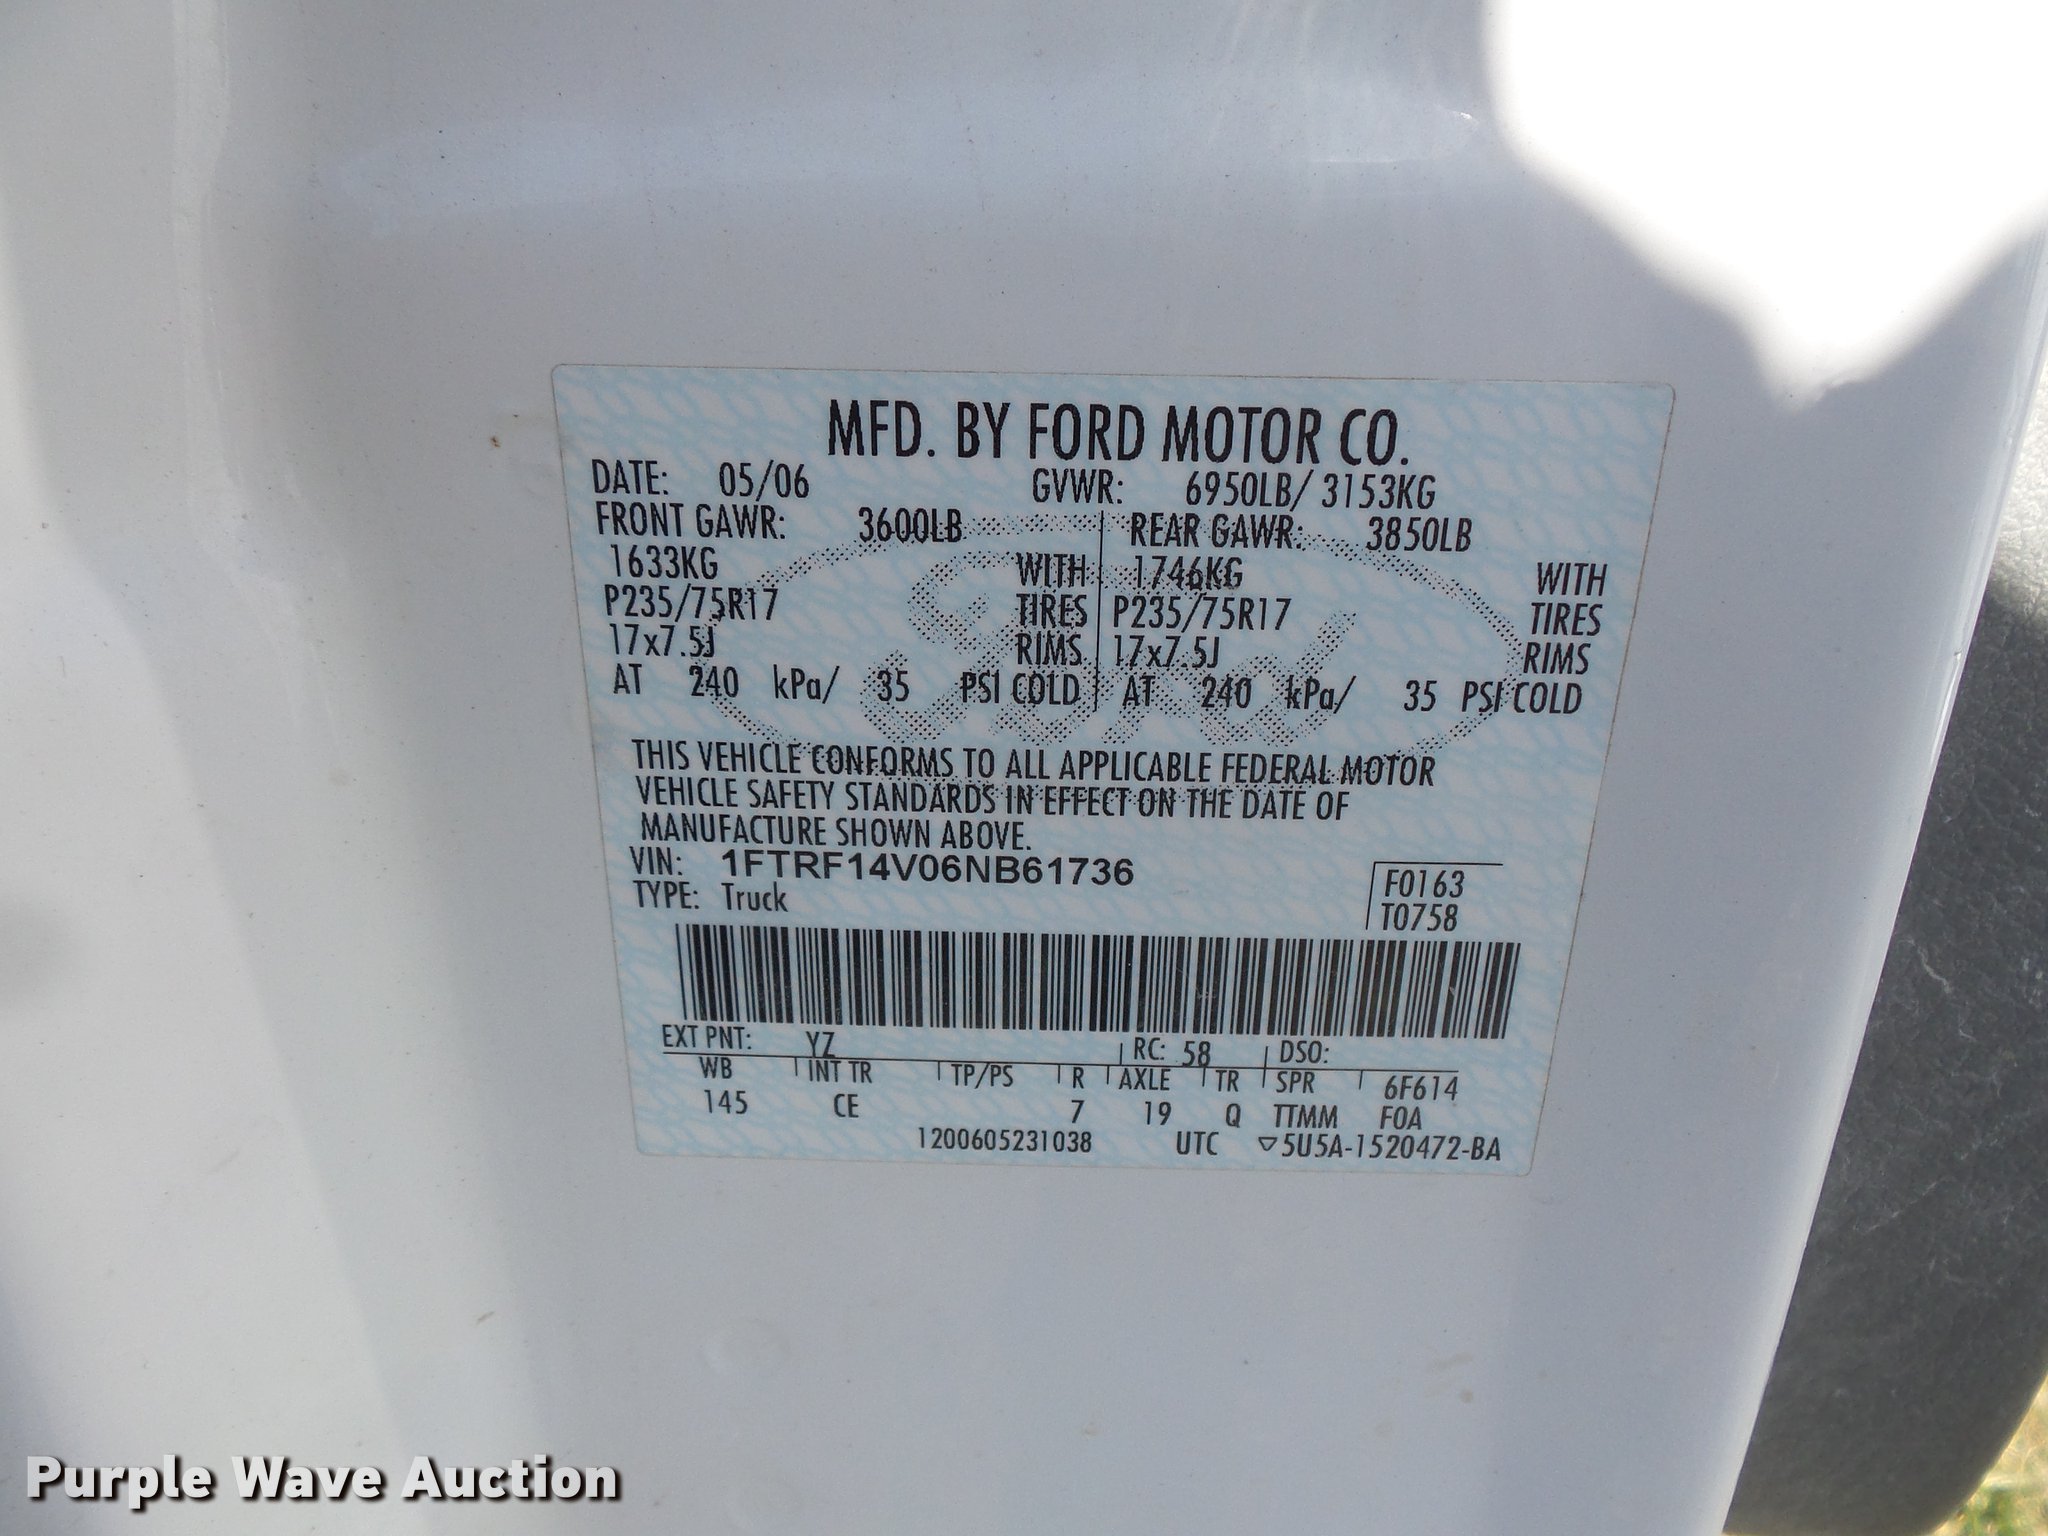 MFD. BY FORD MOTOR CO.
DATE: 05/06 GVWR: 6950LB/ 3153KG
FRONT GAWR: 3600LB REAR GAWR: 3850LB
1633KG WITH 1746KG WITH
P235/75R17 TIRES P235/75R17 TIRES
17x7.5J RIMS 17x7.5J RIMS
AT 240 kPa/ 35 PSI COLD AT 240 kPa/ 35 PSI COLD
Ford
THIS VEHICLE CONFORMS TO ALL APPLICABLE FEDERAL MOTOR
VEHICLE SAFETY STANDARDS IN EFFECT ON THE DATE OF
MANUFACTURE SHOWN ABOVE.
VIN: 1FTRF14V06NB61736
TYPE: Truck
F0163
T0758
EXT PNT: YZ RC: 58 DSO:
WB INT TR TP/PS R AXLE TR SPR 6F614
145 CE 7 19 Q TTMM F0A
1200605231038 UTC ▽5U5A-1520472-BA
Purple Wave Auction